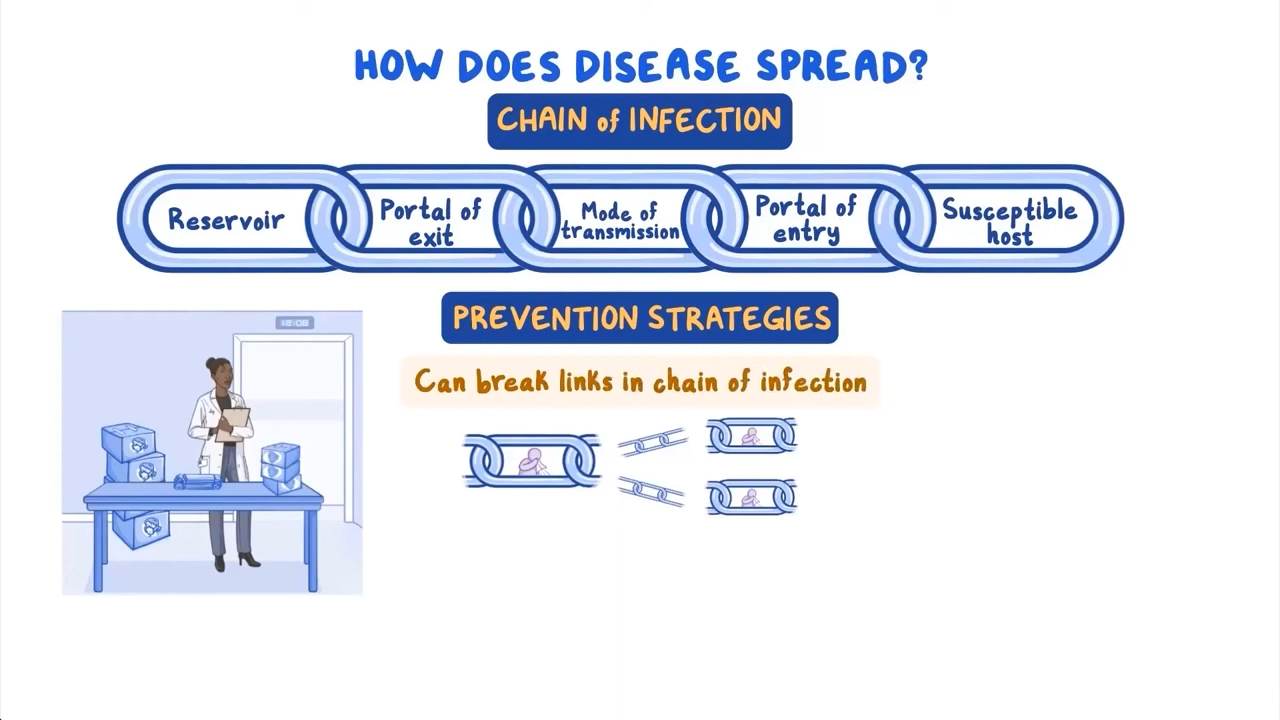 HOW DOES DISEASE SPREAD?
CHAIN of INFECTION
Reservoir
Portal of
exit
Mode of
transmission
Portal of
entry
Susceptible
host
PREVENTION STRATEGIES
Can break links in chain of infection